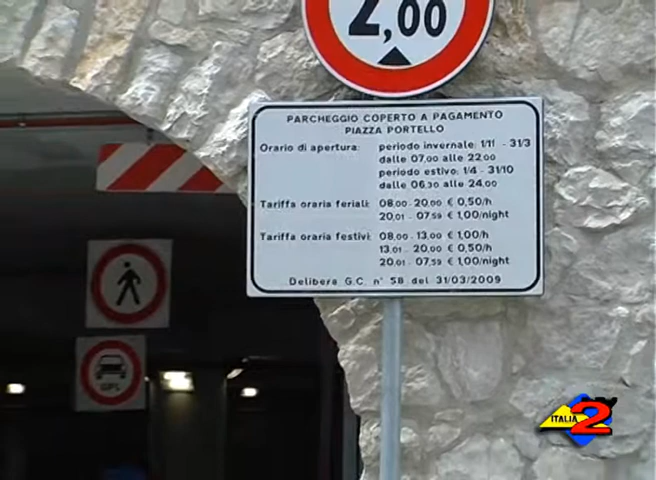 2,00
PARCHEGGIO COPERTO A PAGAMENTO
PIAZZA PORTELLO
Orario di apertura: periodo invernale: 1/11 - 31/3
dalle 07,00 alle 22,00
periodo estivo: 1/4 - 31/10
dalle 06,30 alle 24,00
Tariffa oraria feriali: 08,00 - 20,00 € 0,50/h
20,01 - 07,59 € 1,00/night
Tariffa oraria festivi: 08,00 - 13,00 € 1,00/h
13,01 - 20,00 € 0,50/h
20,01 - 07,59 € 1,00/night
Delibera G.C. n° 58 del 31/03/2009
GPL
ITALIA 2